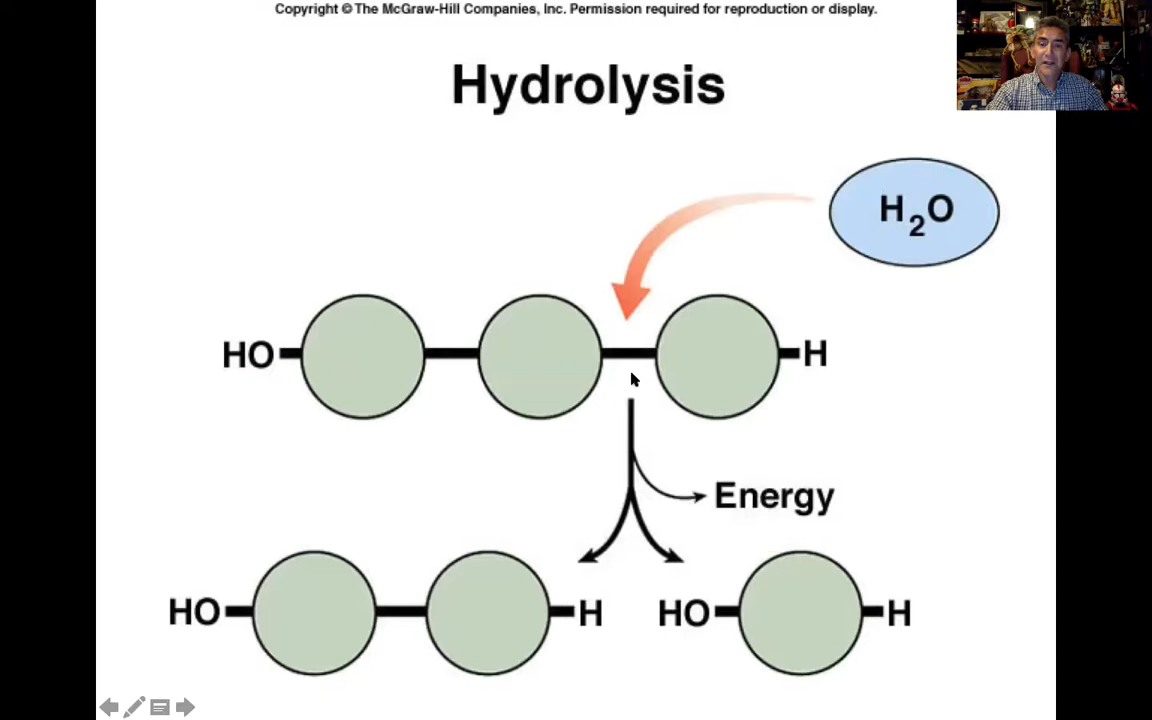 Copyright © The McGraw-Hill Companies, Inc. Permission required for reproduction or display.
Hydrolysis
H₂O
HO H
Energy
HO H HO H